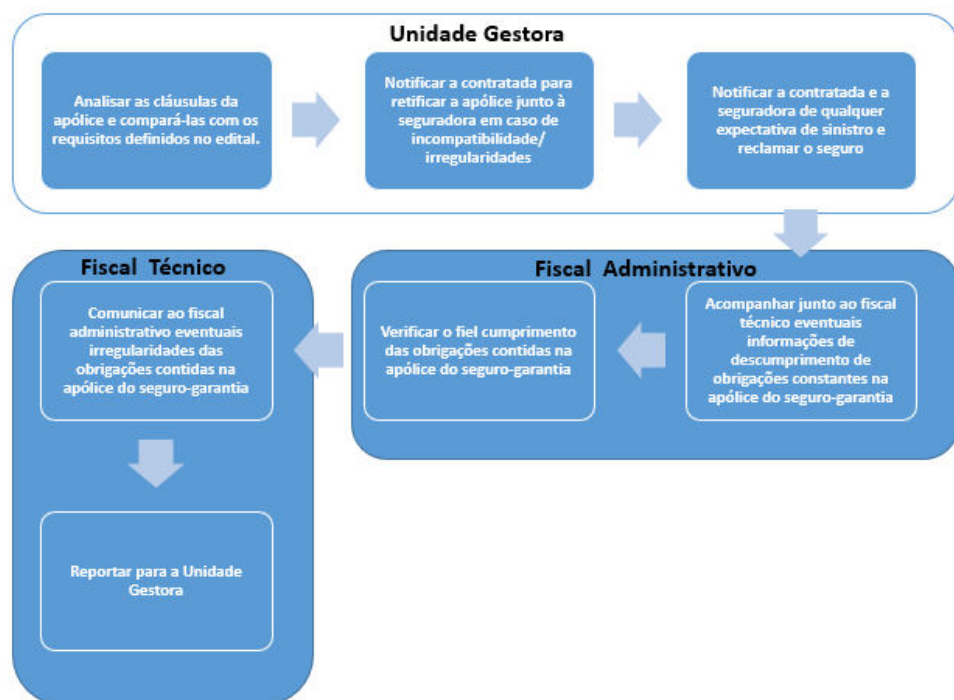 Unidade Gestora
Analisar as cláusulas da
apólice e compará-las com os
requisitos definidos no edital.
Notificar a contratada para
retificar a apólice junto à
seguradora em caso de
incompatibilidade/
irregularidades
Notificar a contratada e a
seguradora de qualquer
expectativa de sinistro e
reclamar o seguro
Fiscal Administrativo
Acompanhar junto ao fiscal
técnico eventuais
informações de
descumprimento de
obrigações constantes na
apólice do seguro-garantia
Verificar o fiel cumprimento
das obrigações contidas na
apólice do seguro-garantia
Fiscal Técnico
Comunicar ao fiscal
administrativo eventuais
irregularidades das
obrigações contidas na
apólice do seguro-garantia
Reportar para a Unidade
Gestora